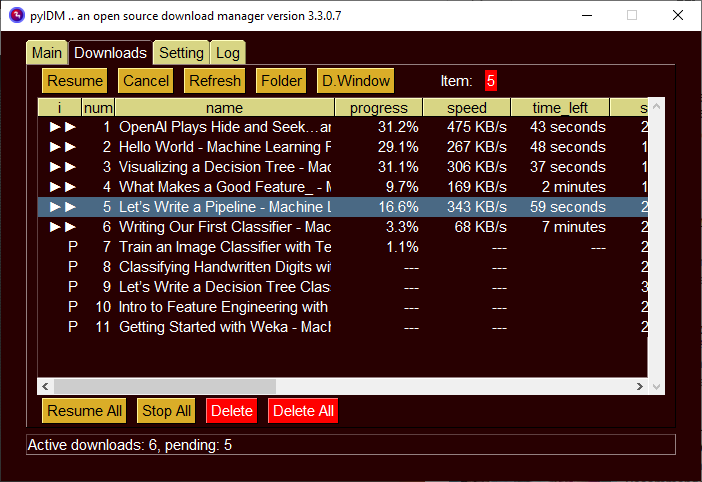 pyIDM .. an open source download manager version 3.3.0.7
Main Downloads Setting Log
Resume Cancel Refresh Folder D.Window Item: 5
i num name progress speed time_left s
1 OpenAI Plays Hide and Seek…ar 31.2% 475 KB/s 43 seconds 2
2 Hello World - Machine Learning R 29.1% 267 KB/s 48 seconds 1
3 Visualizing a Decision Tree - Mac 31.1% 306 KB/s 37 seconds 1
4 What Makes a Good Feature_ - M 9.7% 169 KB/s 2 minutes 1
5 Let's Write a Pipeline - Machine L 16.6% 343 KB/s 59 seconds 2
6 Writing Our First Classifier - Mac 3.3% 68 KB/s 7 minutes 2
P 7 Train an Image Classifier with Te 1.1% --- --- 2
P 8 Classifying Handwritten Digits wi --- --- 2
P 9 Let's Write a Decision Tree Clas --- --- 3
P 10 Intro to Feature Engineering with --- --- 2
P 11 Getting Started with Weka - Mach --- --- 2
Resume All Stop All Delete Delete All
Active downloads: 6, pending: 5